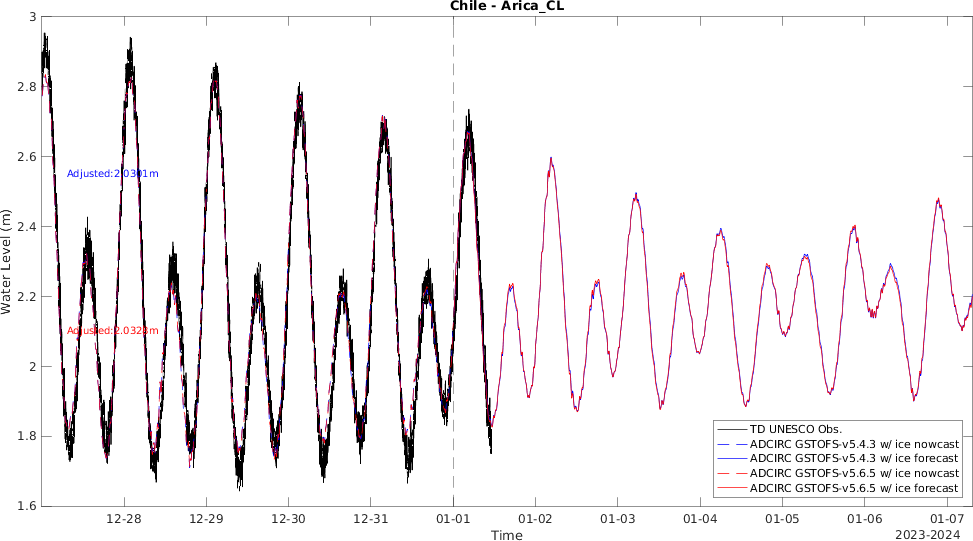 Chile - Arica_CL
3
2.8
2.6
2.4
2.2
2
1.8
1.6
Water Level (m)
Adjusted:2.0301m
Adjusted:2.0324m
TD UNESCO Obs.
ADCIRC GSTOFS-v5.4.3 w/ ice nowcast
ADCIRC GSTOFS-v5.4.3 w/ ice forecast
ADCIRC GSTOFS-v5.6.5 w/ ice nowcast
ADCIRC GSTOFS-v5.6.5 w/ ice forecast
12-28 12-29 12-30 12-31 01-01 01-02 01-03 01-04 01-05 01-06 01-07
Time
2023-2024